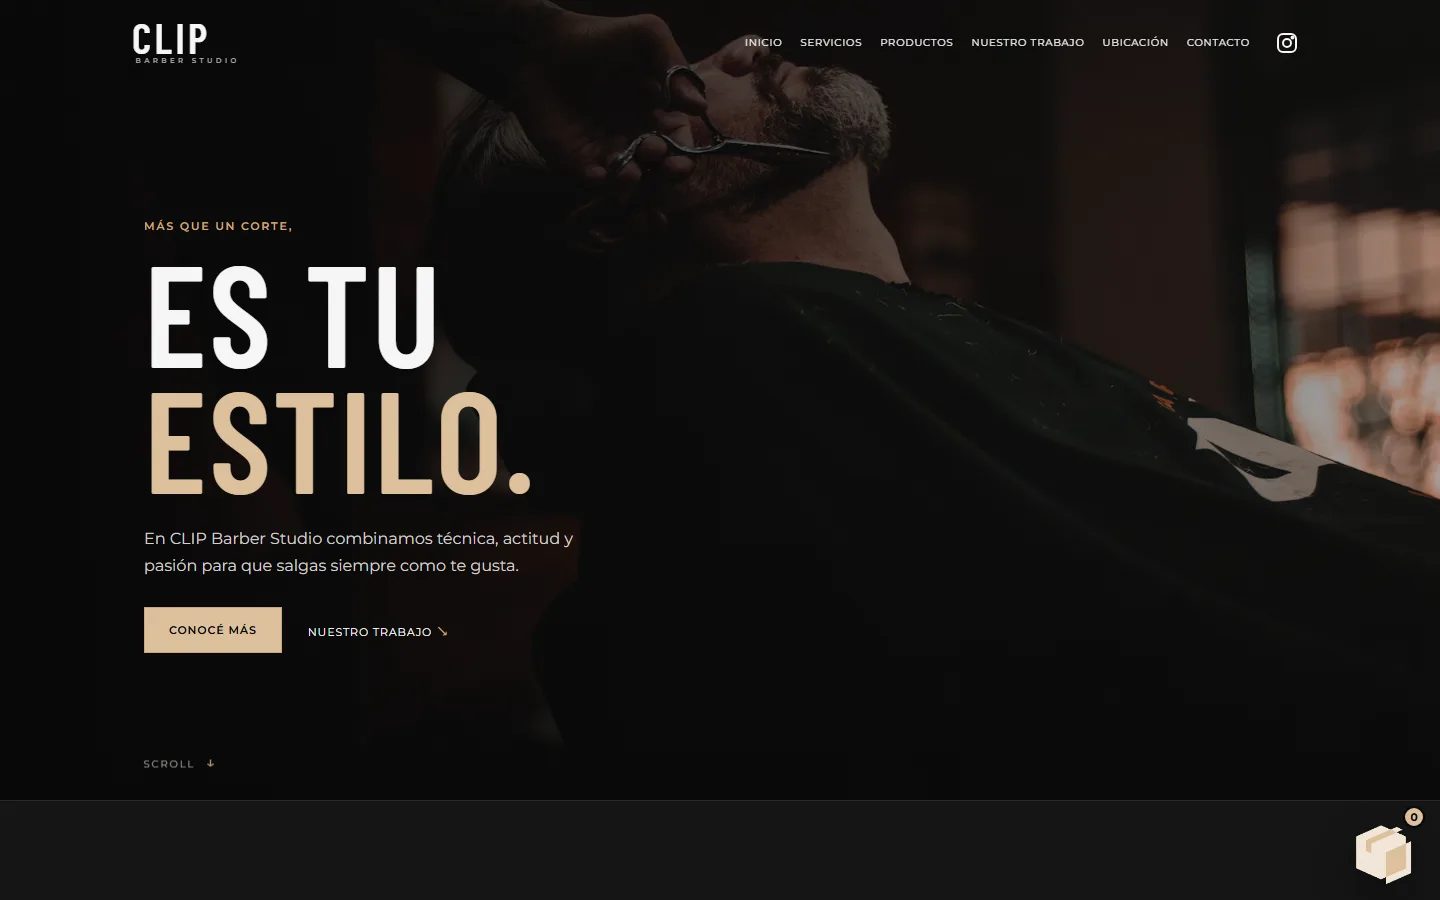 CLIP
BARBER STUDIO
INICIO SERVICIOS PRODUCTOS NUESTRO TRABAJO UBICACIÓN CONTACTO
MÁS QUE UN CORTE,
ES TU
ESTILO.
En CLIP Barber Studio combinamos técnica, actitud y
pasión para que salgas siempre como te gusta.
CONOCÉ MÁS
NUESTRO TRABAJO ↘
SCROLL ↓
0